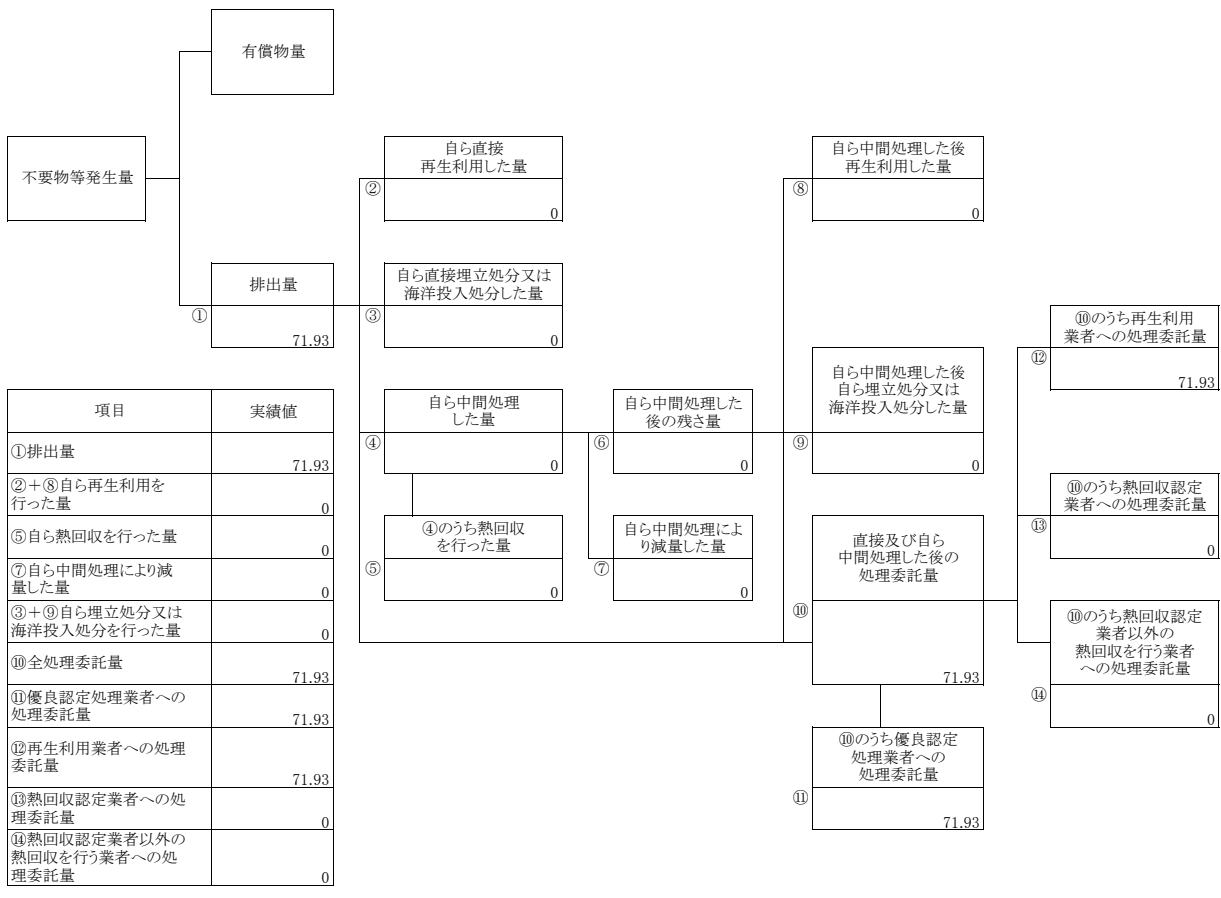 有償物量
不要物等発生量
自ら直接
再生利用した量
②
0
自ら中間処理した後
再生利用した量
⑧
0
排出量
①
71.93
自ら直接埋立処分又は
海洋投入処分した量
③
0
⑩のうち再生利用
業者への処理委託量
⑫
71.93
自ら中間処理
した量
④
0
自ら中間処理した
後の残さ量
⑥
0
自ら中間処理した後
自ら埋立処分又は
海洋投入処分した量
⑨
0
⑩のうち熱回収認定
業者への処理委託量
⑬
0
④のうち熱回収
を行った量
⑤
0
自ら中間処理によ
り減量した量
⑦
0
直接及び自ら
中間処理した後の
処理委託量
⑩
71.93
⑩のうち熱回収認定
業者以外の
熱回収を行う業者
への処理委託量
⑭
0
⑩のうち優良認定
処理業者への
処理委託量
⑪
71.93
項目
実績値
①排出量
71.93
②+⑧自ら再生利用を
行った量
0
⑤自ら熱回収を行った量
0
⑦自ら中間処理により減
量した量
0
③+⑨自ら埋立処分又は
海洋投入処分を行った量
0
⑩全処理委託量
71.93
⑪優良認定処理業者への
処理委託量
71.93
⑫再生利用業者への処理
委託量
71.93
⑬熱回収認定業者への処
理委託量
0
⑭熱回収認定業者以外の
熱回収を行う業者への処
理委託量
0